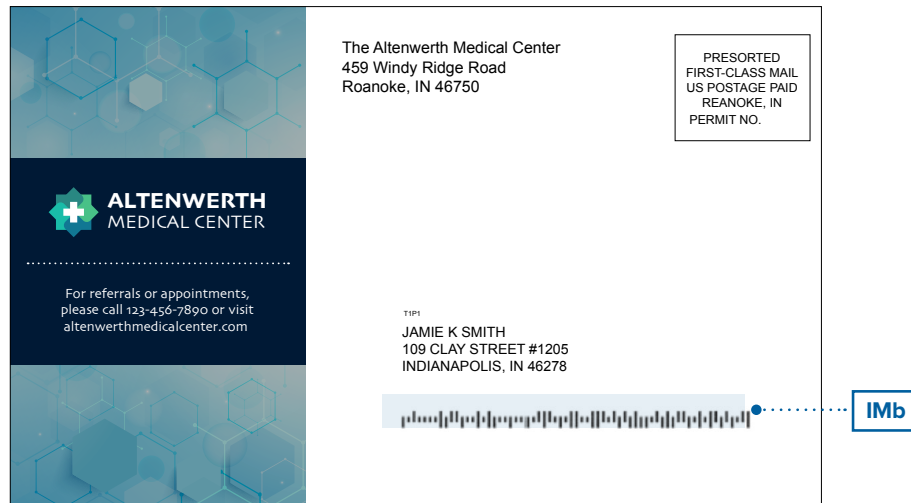 The Altenwerth Medical Center
459 Windy Ridge Road
Roanoke, IN 46750
PRESORTED
FIRST-CLASS MAIL
US POSTAGE PAID
REANOKE, IN
PERMIT NO.
ALTENWERTH
MEDICAL CENTER
For referrals or appointments,
please call 123-456-7890 or visit
altenwerthmedicalcenter.com
T1P1
JAMIE K SMITH
109 CLAY STREET #1205
INDIANAPOLIS, IN 46278
IMb